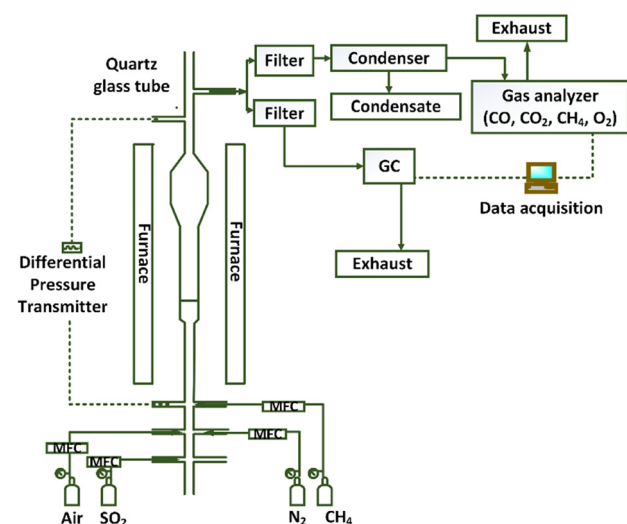 Exhaust
Quartz
glass tube
Filter
Condenser
Gas analyzer
(CO, CO₂, CH₄, O₂)
Condensate
Filter
GC
Data acquisition
Exhaust
Furnace
Furnace
Differential
Pressure
Transmitter
MFC
MFC
MFC
MFC
Air
SO₂
N₂
CH₄